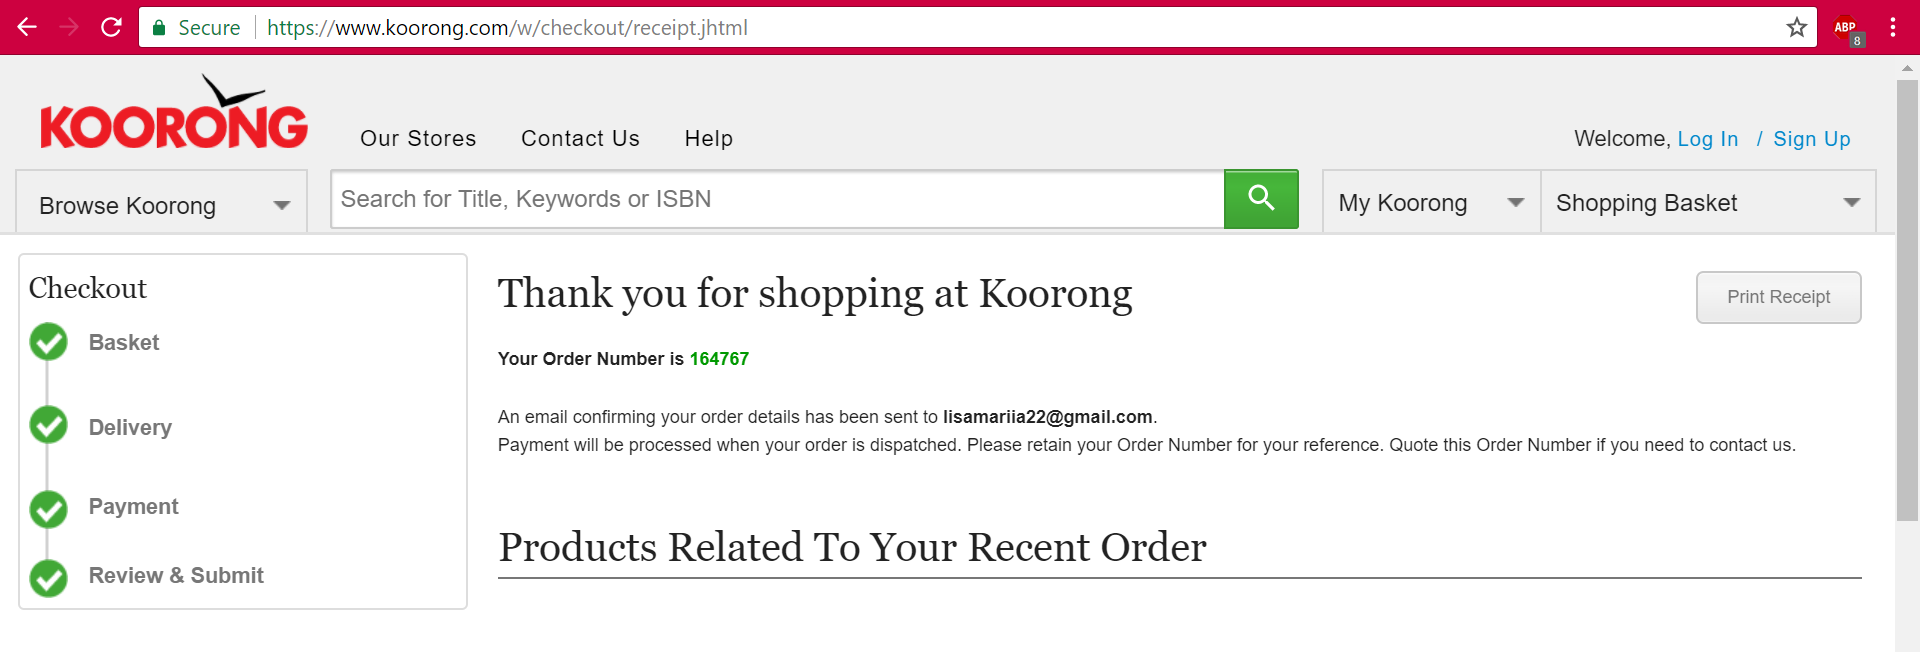 Secure https://www.koorong.com/w/checkout/receipt.jhtml ABP 8
KOORONG Our Stores Contact Us Help Welcome, Log In / Sign Up
Browse Koorong Search for Title, Keywords or ISBN My Koorong Shopping Basket
Checkout
Basket
Delivery
Payment
Review & Submit
Thank you for shopping at Koorong
Print Receipt
Your Order Number is 164767
An email confirming your order details has been sent to lisamariia22@gmail.com.
Payment will be processed when your order is dispatched. Please retain your Order Number for your reference. Quote this Order Number if you need to contact us.
Products Related To Your Recent Order